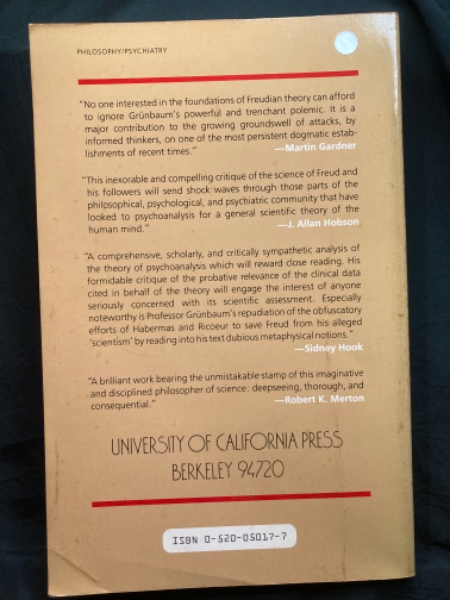 PHILOSOPHY/PSYCHIATRY
"No one interested in the foundations of Freudian theory can afford
to ignore Grünbaum's powerful and trenchant polemic. It is a
major contribution to the growing groundswell of attacks, by
informed thinkers, on one of the most persistent dogmatic estab-
lishments of recent times." —Martin Gardner
"This inexorable and compelling critique of the science of Freud and
his followers will send shock waves through those parts of the
philosophical, psychological, and psychiatric community that have
looked to psychoanalysis for a general scientific theory of the
human mind." —J. Allan Hobson
"A comprehensive, scholarly, and critically sympathetic analysis of
the theory of psychoanalysis which will reward close reading. His
formidable critique of the probative relevance of the clinical data
cited in behalf of the theory will engage the interest of anyone
seriously concerned with its scientific assessment. Especially
noteworthy is Professor Grünbaum's repudiation of the obfuscatory
efforts of Habermas and Ricoeur to save Freud from his alleged
'scientism' by reading into his text dubious metaphysical notions."
—Sidney Hook
"A brilliant work bearing the unmistakable stamp of this imaginative
and disciplined philosopher of science: deepseeing, thorough, and
consequential." —Robert K. Merton
UNIVERSITY OF CALIFORNIA PRESS
BERKELEY 94720
ISBN 0-520-05017-7